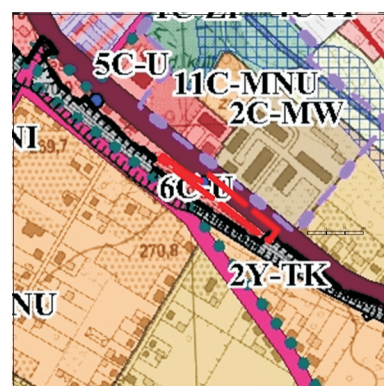 5C-U
11C-MNU
2C-MW
NI
59,7
6C-U
270,8
2Y-TK
NU